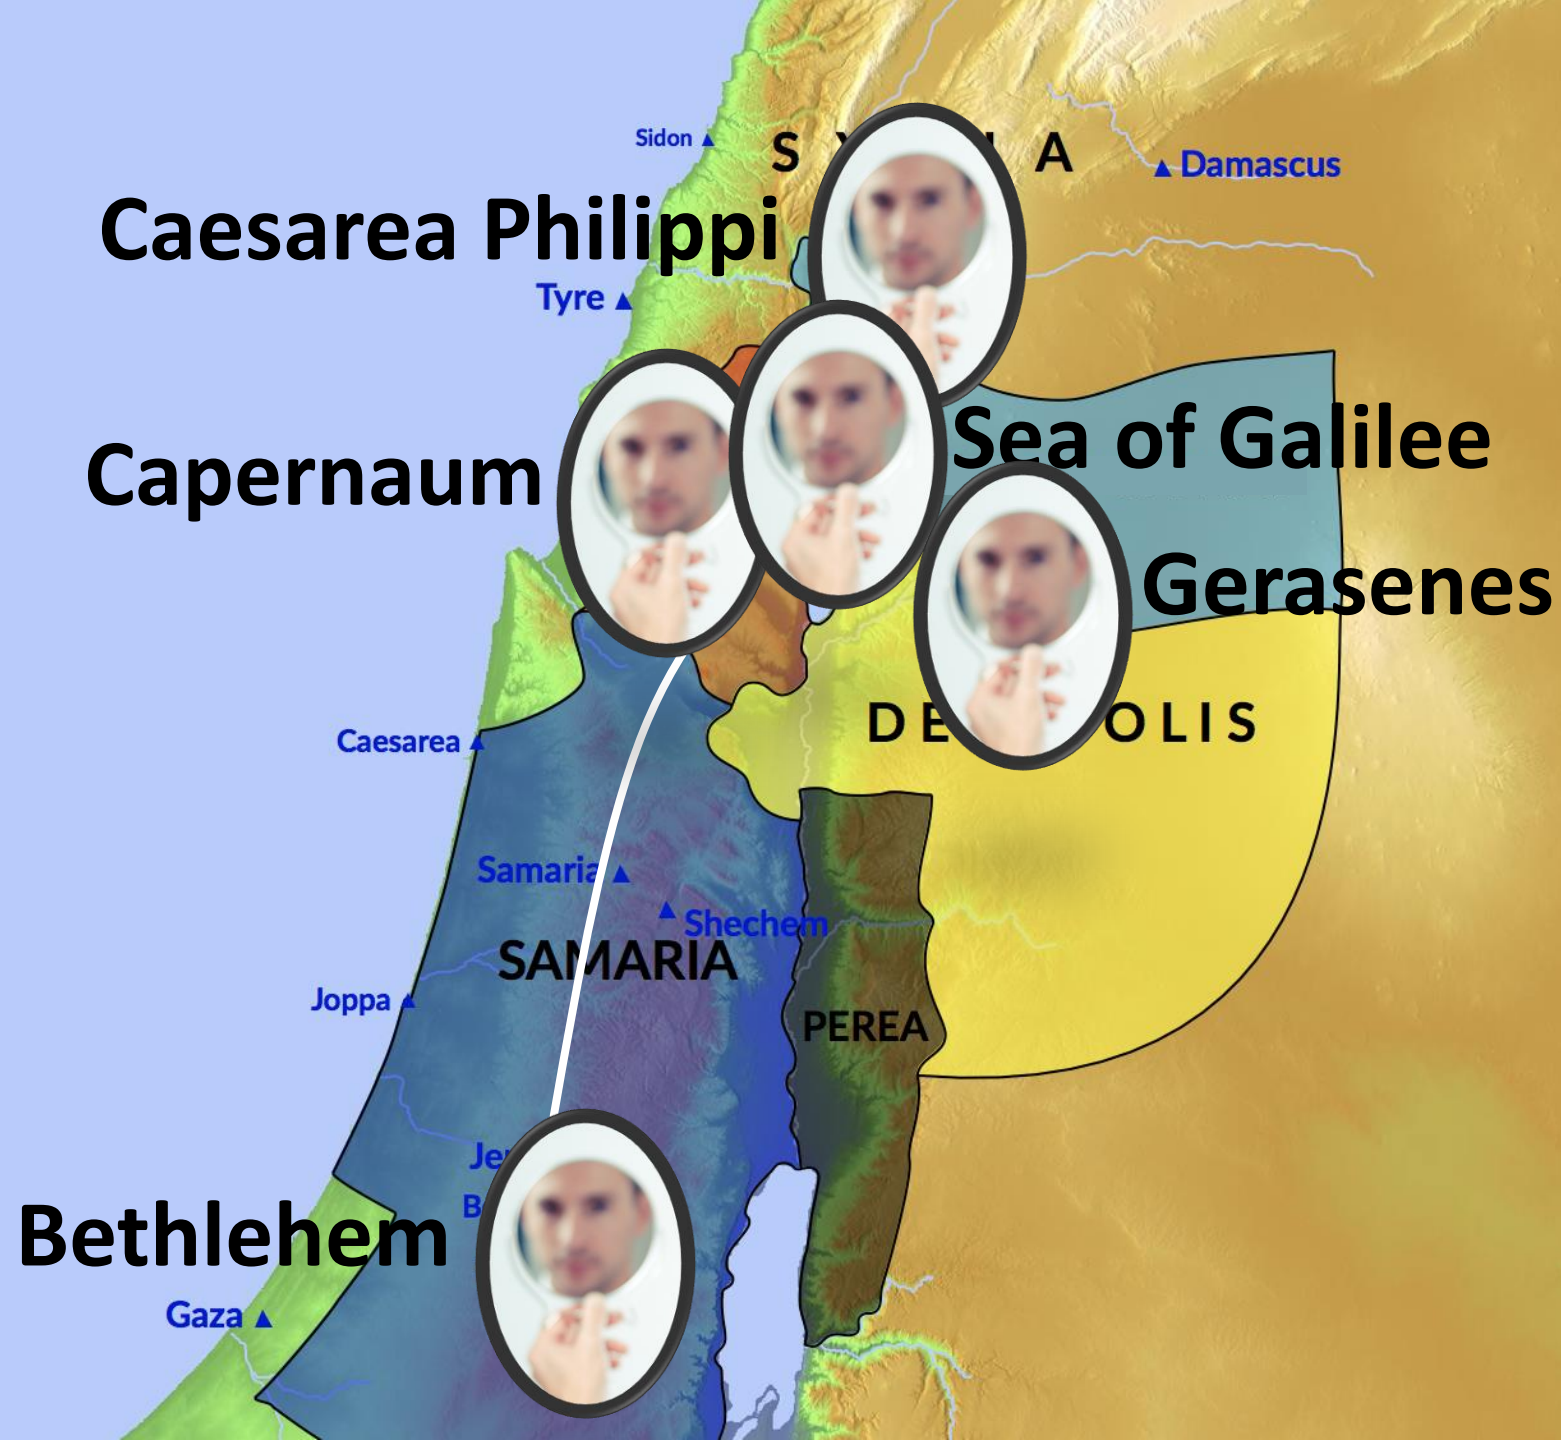 Sidon
S Y I A
Damascus
Caesarea Philippi
Tyre
Sea of Galilee
Capernaum
Gerasenes
DE OLIS
Caesarea
Samaria
Shechem
SAMARIA
Joppa
PEREA
Je
B
Bethlehem
Gaza